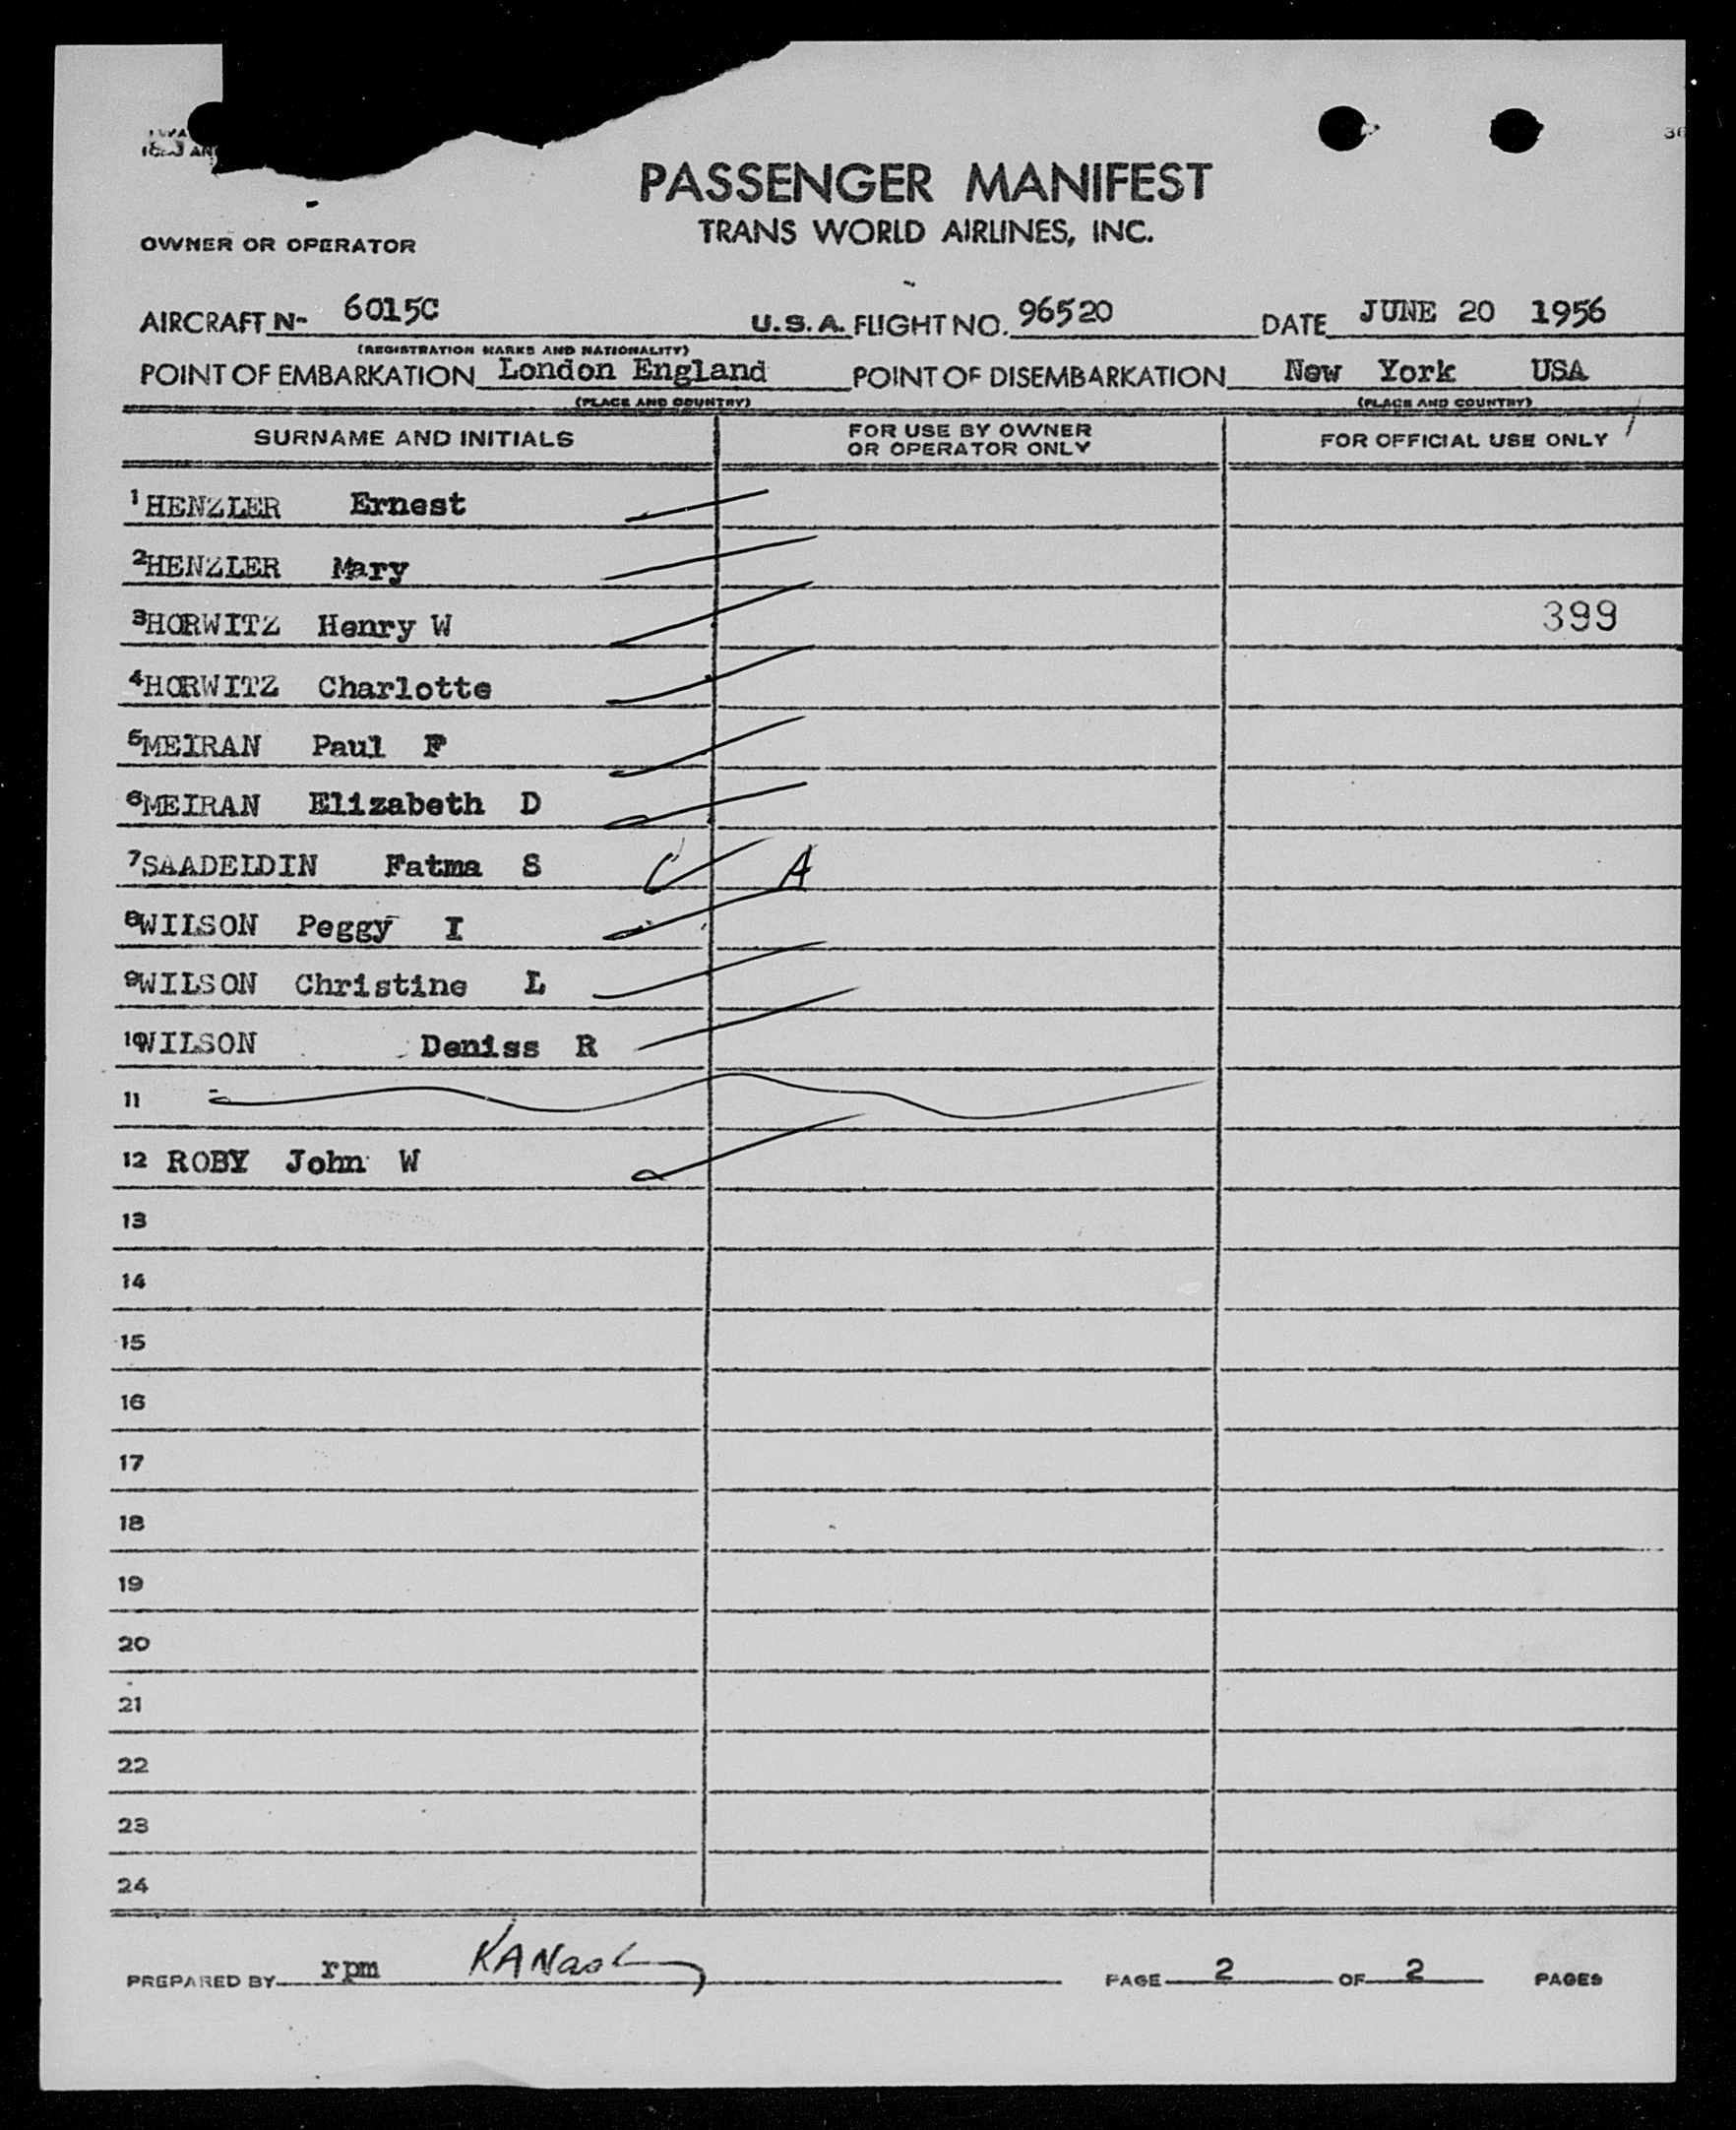 PASSENGER MANIFEST
TRANS WORLD AIRLINES, INC.
OWNER OR OPERATOR
AIRCRAFT N- 6015C U.S.A. FLIGHT NO. 96520 DATE JUNE 20 1956
(REGISTRATION MARKS AND NATIONALITY)
POINT OF EMBARKATION London England POINT OF DISEMBARKATION New York USA
(PLACE AND COUNTRY) (PLACE AND COUNTRY)
SURNAME AND INITIALS FOR USE BY OWNER OR OPERATOR ONLY FOR OFFICIAL USE ONLY
1 HENZLER Ernest
2 HENZLER Mary
3 HORWITZ Henry W 399
4 HORWITZ Charlotte
5 MEIRAN Paul F
6 MEIRAN Elizabeth D
7 SAADELDIN Fatma S A
8 WILSON Peggy I
9 WILSON Christine L
10 WILSON Deniss R
11
12 ROBY John W
13
14
15
16
17
18
19
20
21
22
23
24
PREPARED BY rpm KANash PAGE 2 OF 2 PAGES